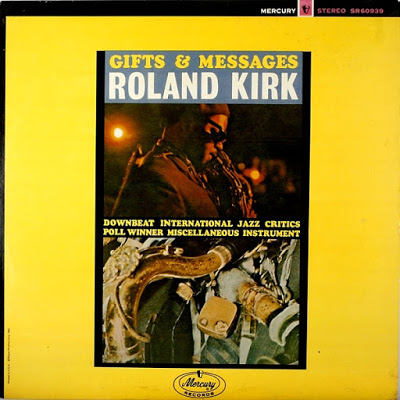 MERCURY STEREO SR60939
GIFTS & MESSAGES
ROLAND KIRK
DOWNBEAT INTERNATIONAL JAZZ CRITICS
POLL WINNER MISCELLANEOUS INSTRUMENT
Mercury
RECORDS